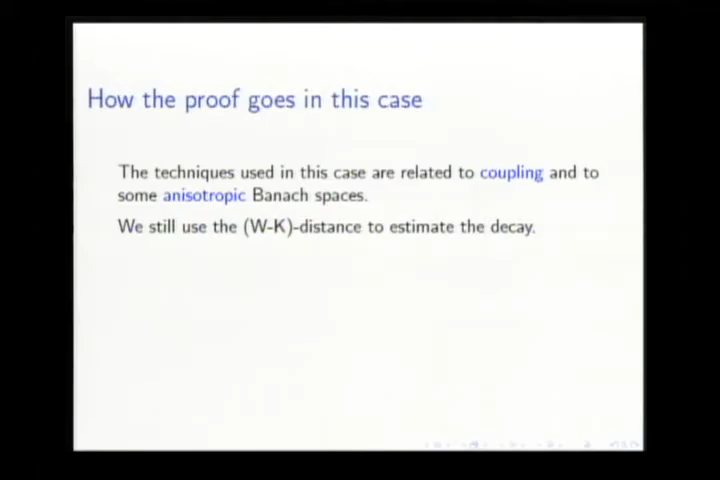 How the proof goes in this case
The techniques used in this case are related to coupling and to
some anisotropic Banach spaces.
We still use the (W-K)-distance to estimate the decay.